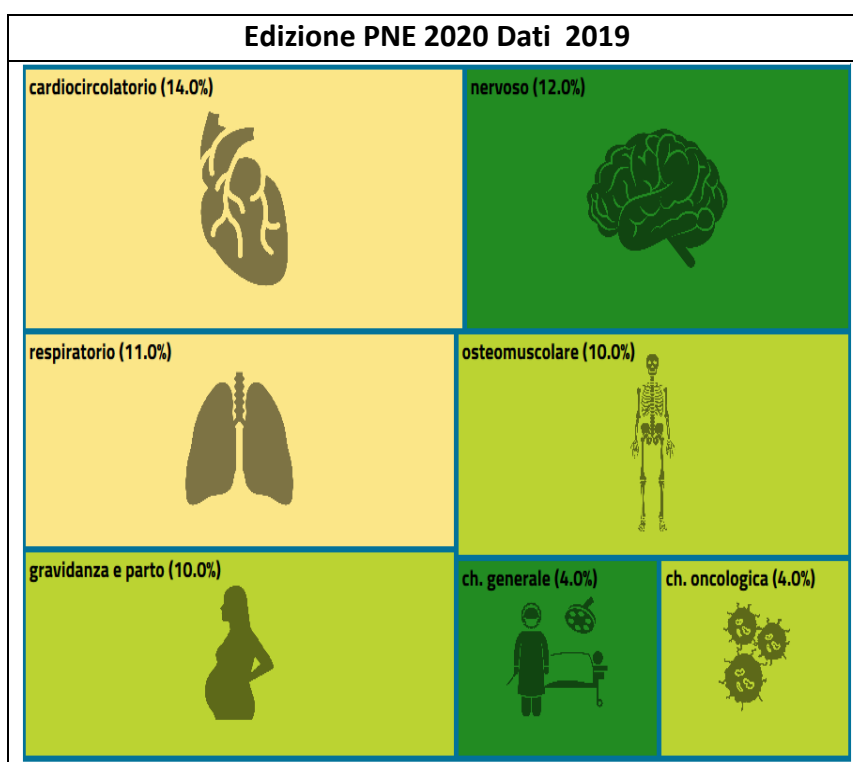 Edizione PNE 2020 Dati  2019
cardiocircolatorio (14.0%)
nervoso (12.0%)
respiratorio (11.0%)
osteomuscolare (10.0%)
gravidanza e parto (10.0%)
ch. generale (4.0%)
ch. oncologica (4.0%)